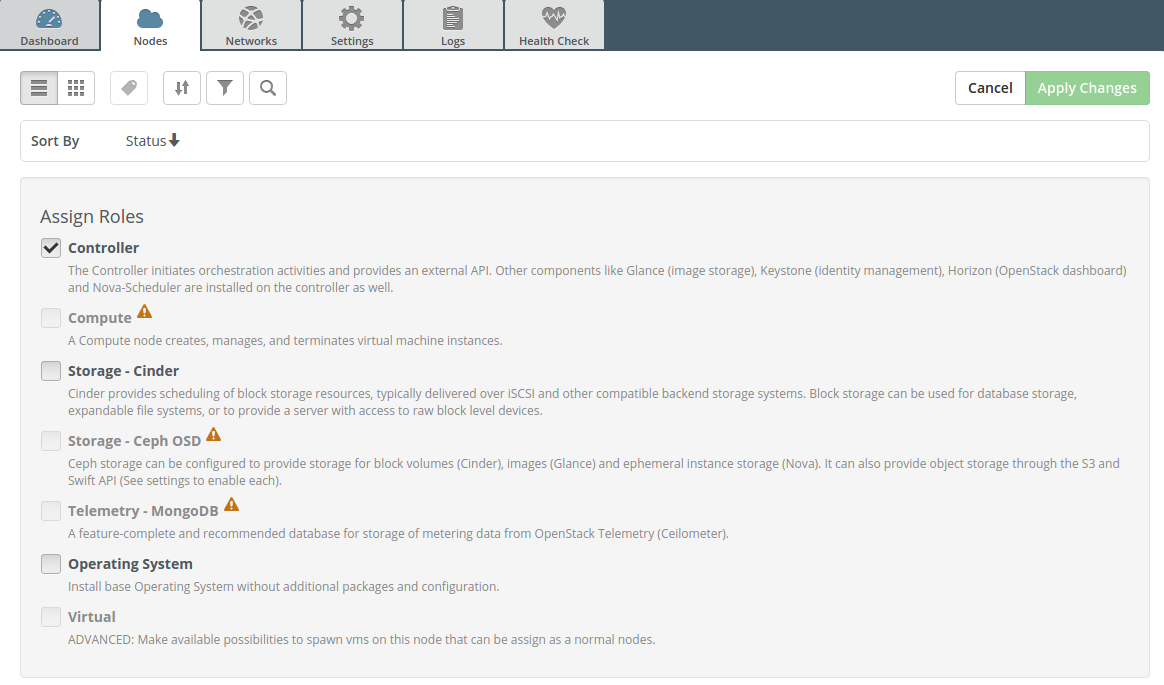 Dashboard
Nodes
Networks
Settings
Logs
Health Check
Cancel
Apply Changes
Sort By
Status
Assign Roles
Controller
The Controller initiates orchestration activities and provides an external API. Other components like Glance (image storage), Keystone (identity management), Horizon (OpenStack dashboard)
and Nova-Scheduler are installed on the controller as well.
Compute
A Compute node creates, manages, and terminates virtual machine instances.
Storage - Cinder
Cinder provides scheduling of block storage resources, typically delivered over iSCSI and other compatible backend storage systems. Block storage can be used for database storage,
expandable file systems, or to provide a server with access to raw block level devices.
Storage - Ceph OSD
Ceph storage can be configured to provide storage for block volumes (Cinder), images (Glance) and ephemeral instance storage (Nova). It can also provide object storage through the S3 and
Swift API (See settings to enable each).
Telemetry - MongoDB
A feature-complete and recommended database for storage of metering data from OpenStack Telemetry (Ceilometer).
Operating System
Install base Operating System without additional packages and configuration.
Virtual
ADVANCED: Make available possibilities to spawn vms on this node that can be assign as a normal nodes.